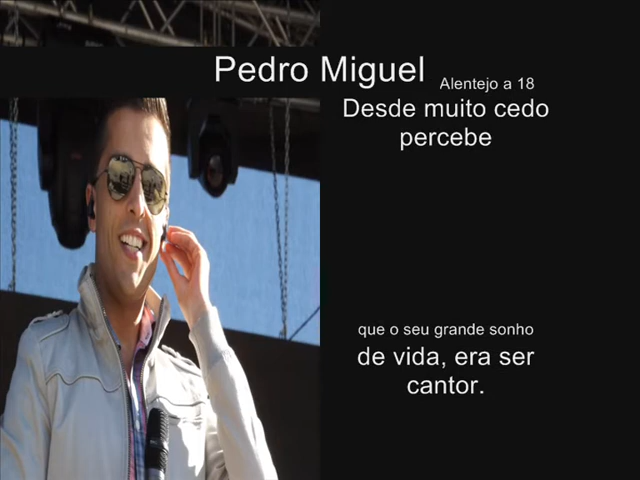 Pedro Miguel
Alentejo a 18
Desde muito cedo
percebe
que o seu grande sonho
de vida, era ser
cantor.